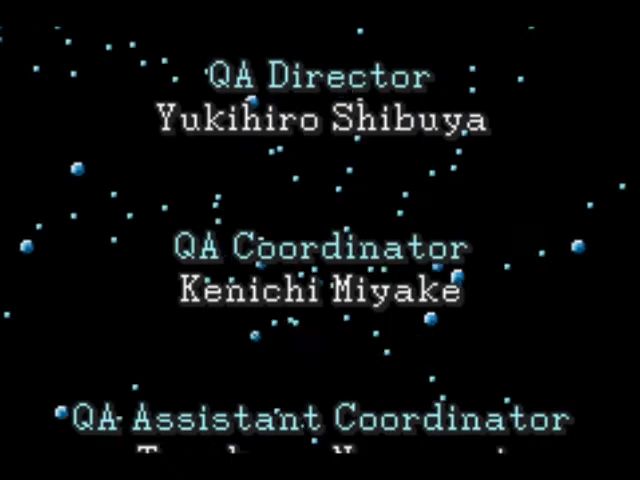 QA Director
Yukihiro Shibuya
QA Coordinator
Kenichi Miyake
QA Assistant Coordinator